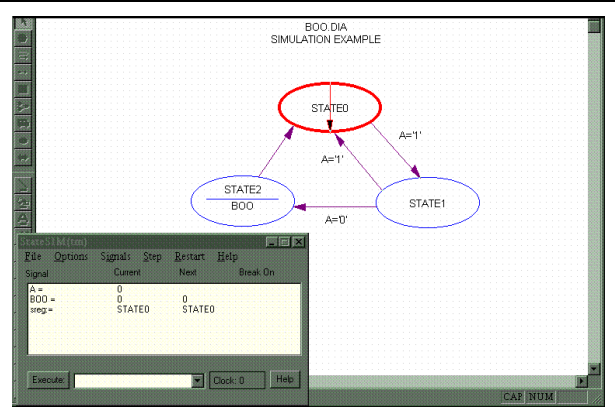 BOO.DIA
SIMULATION EXAMPLE
STATE0
A='1'
A='1'
STATE2
BOO
STATE1
A='0'
StateSIM(tm)
File Options Signals Step Restart Help
Signal Current Next Break On
A = 0
BOO = 0 0
sreg:= STATE0 STATE0
Execute: Clock: 0 Help
CAP NUM